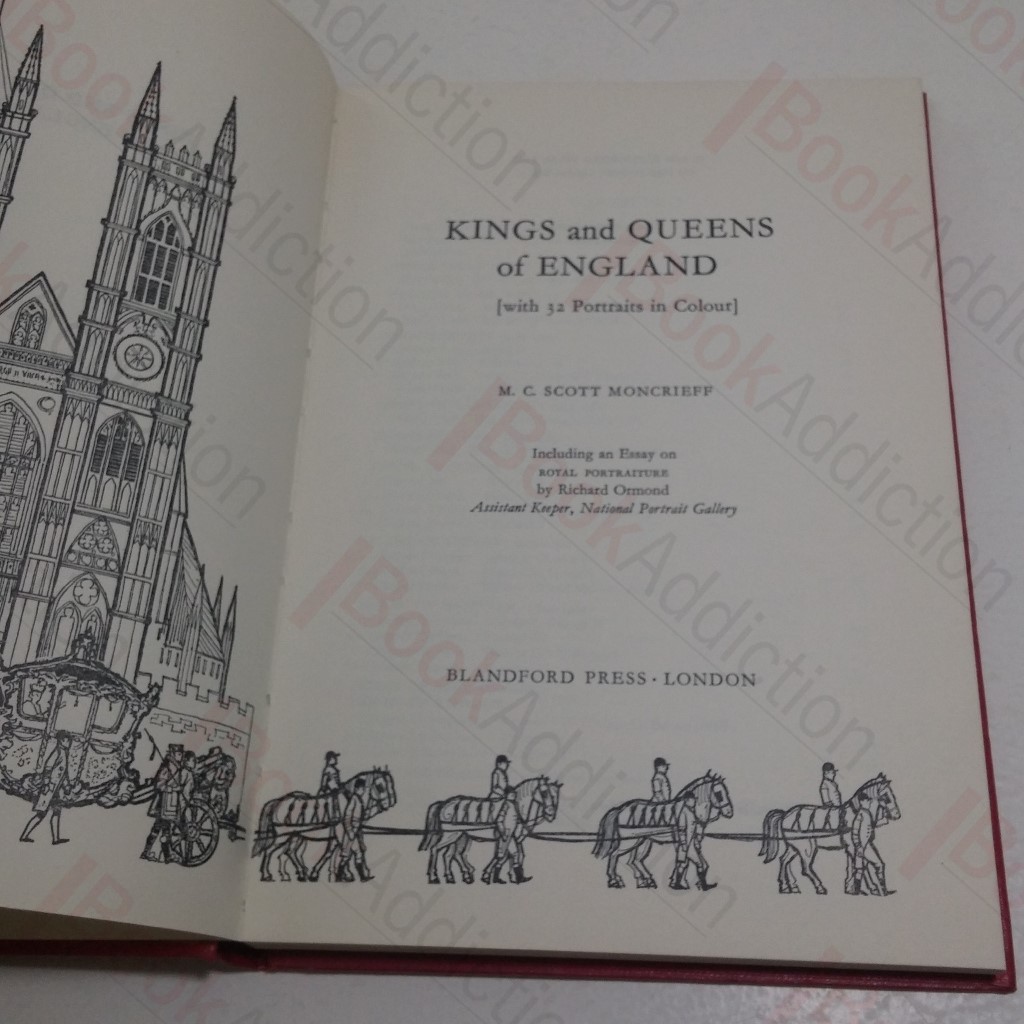 KINGS and QUEENS
of ENGLAND
[with 32 Portraits in Colour]
M. C. SCOTT MONCRIEFF
Including an Essay on
ROYAL PORTRAITURE
by Richard Ormond
Assistant Keeper, National Portrait Gallery
BLANDFORD PRESS · LONDON
BookAddiction